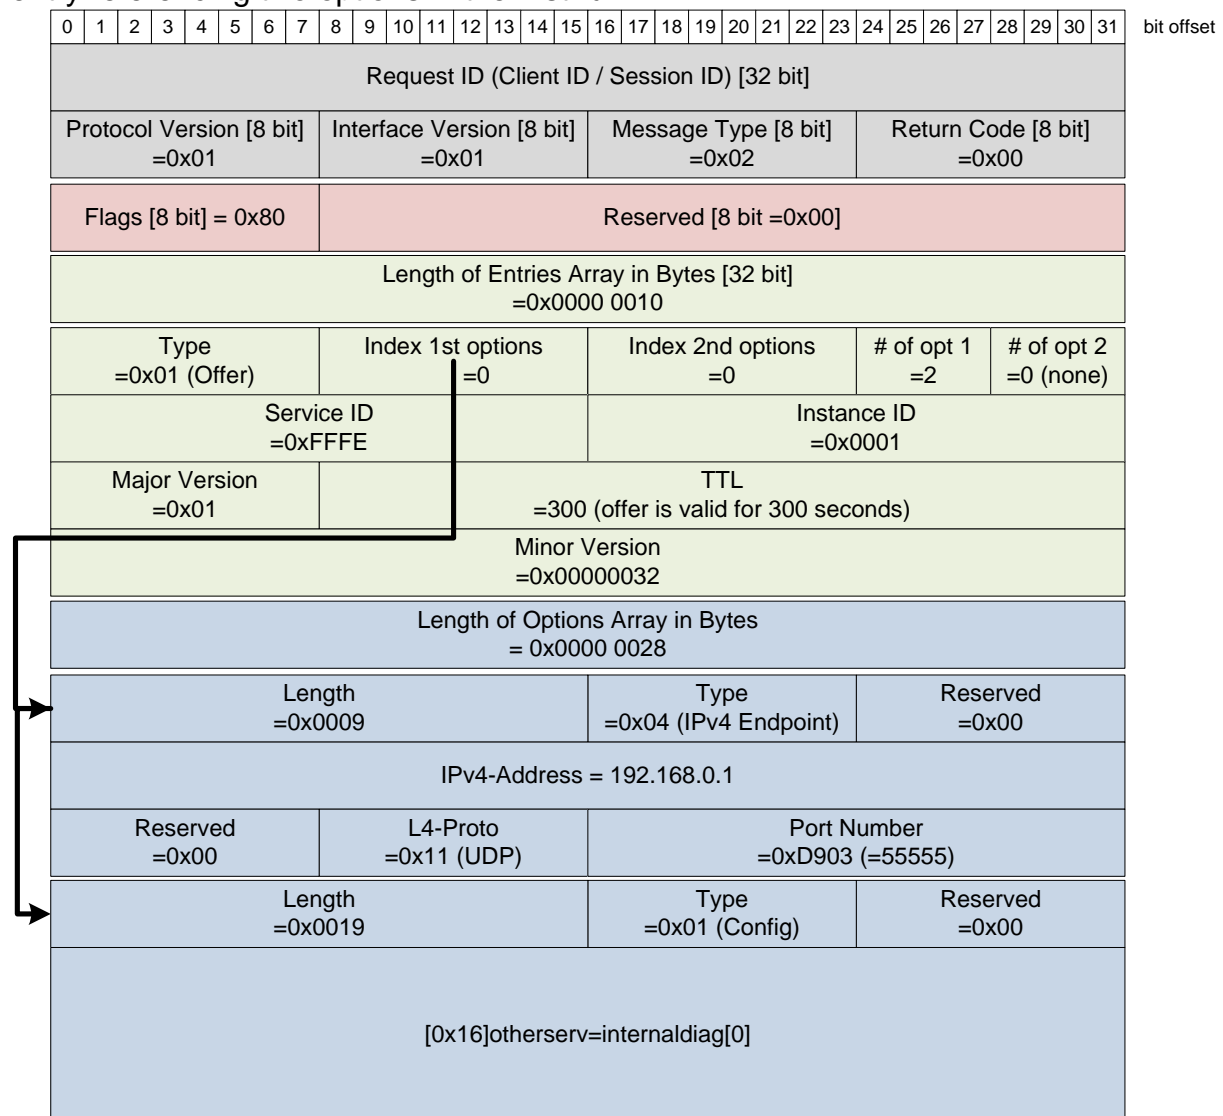 0 1 2 3 4 5 6 7 8 9 10 11 12 13 14 15 16 17 18 19 20 21 22 23 24 25 26 27 28 29 30 31 bit offset
Request ID (Client ID / Session ID) [32 bit]
Protocol Version [8 bit]
=0x01
Interface Version [8 bit]
=0x01
Message Type [8 bit]
=0x02
Return Code [8 bit]
=0x00
Flags [8 bit] = 0x80
Reserved [8 bit =0x00]
Length of Entries Array in Bytes [32 bit]
=0x0000 0010
Type
=0x01 (Offer)
Index 1st options
=0
Index 2nd options
=0
# of opt 1
=2
# of opt 2
=0 (none)
Service ID
=0xFFFE
Instance ID
=0x0001
Major Version
=0x01
TTL
=300 (offer is valid for 300 seconds)
Minor Version
=0x00000032
Length of Options Array in Bytes
= 0x0000 0028
Length
=0x0009
Type
=0x04 (IPv4 Endpoint)
Reserved
=0x00
IPv4-Address = 192.168.0.1
Reserved
=0x00
L4-Proto
=0x11 (UDP)
Port Number
=0xD903 (=55555)
Length
=0x0019
Type
=0x01 (Config)
Reserved
=0x00
[0x16]otherserv=internaldiag[0]